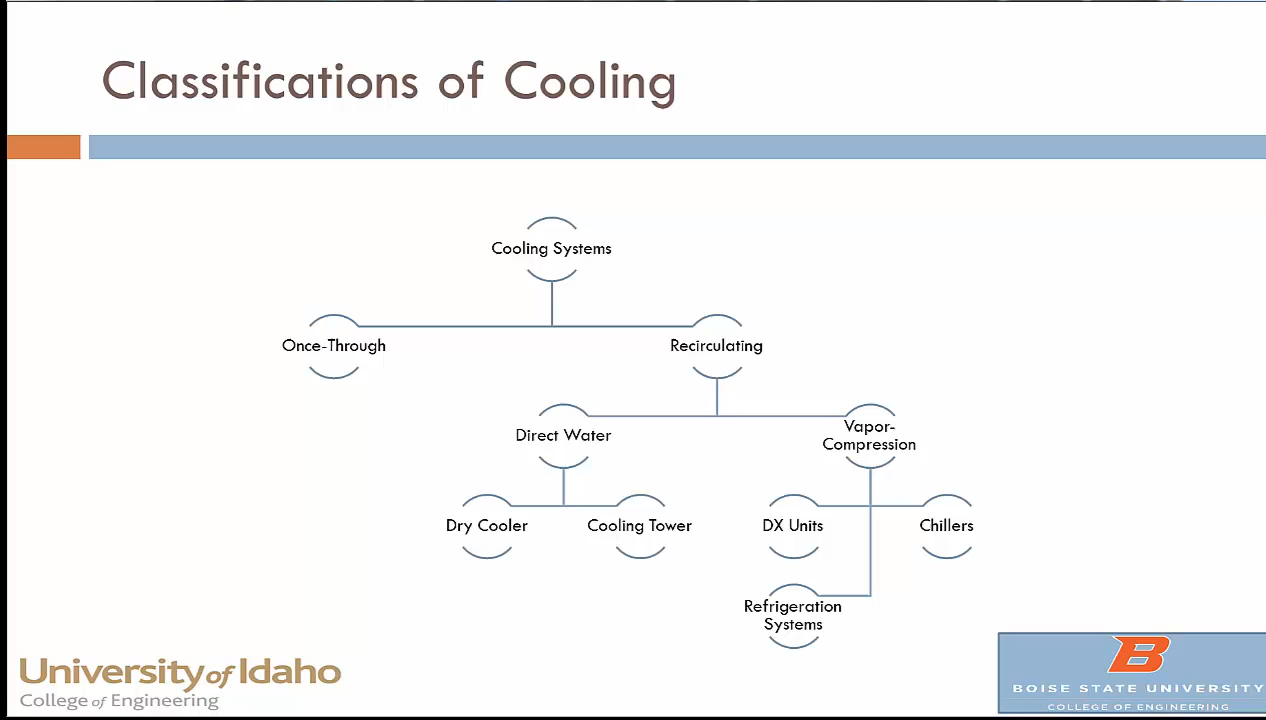 Classifications of Cooling
Cooling Systems
Once-Through
Recirculating
Direct Water
Vapor-
Compression
Dry Cooler
Cooling Tower
DX Units
Chillers
Refrigeration
Systems
University of Idaho
College of Engineering
B
BOISE STATE UNIVERSITY
COLLEGE OF ENGINEERING